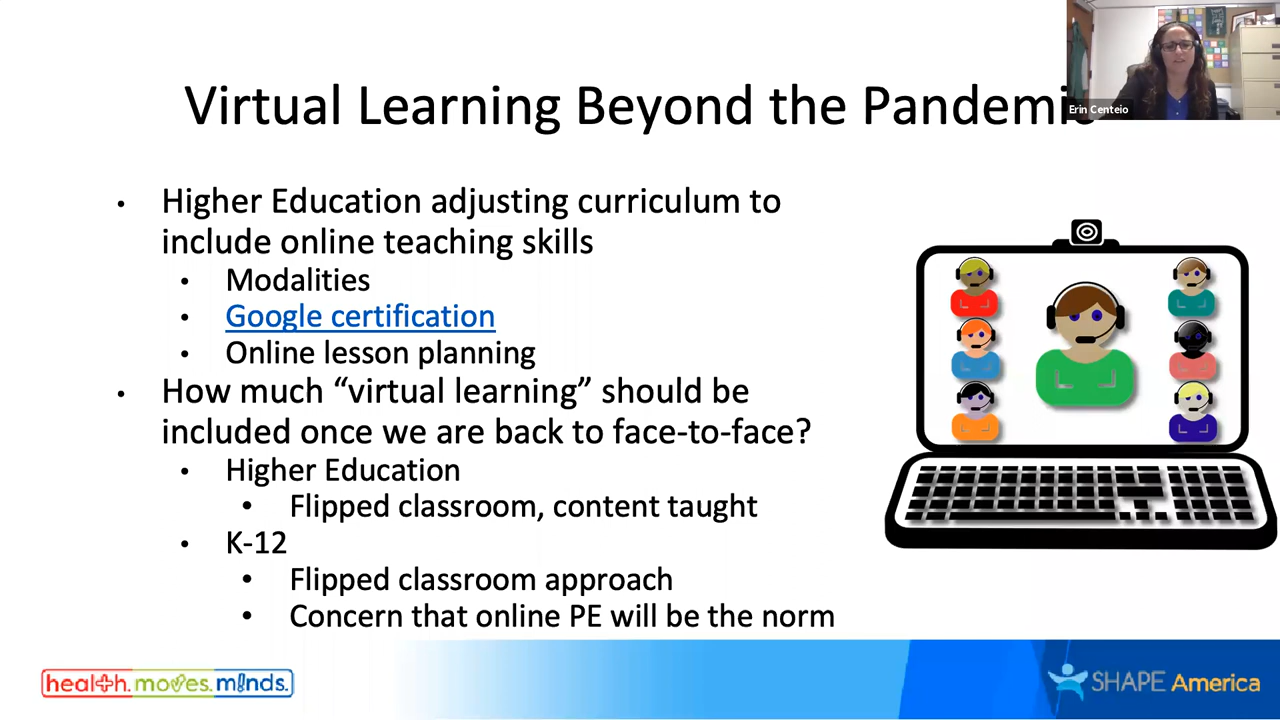 Virtual Learning Beyond the Pandemic
Erin Centeio
• Higher Education adjusting curriculum to
include online teaching skills
• Modalities
• Google certification
• Online lesson planning
• How much “virtual learning” should be
included once we are back to face-to-face?
• Higher Education
• Flipped classroom, content taught
• K-12
• Flipped classroom approach
• Concern that online PE will be the norm
health.moves.minds.
SHAPE America